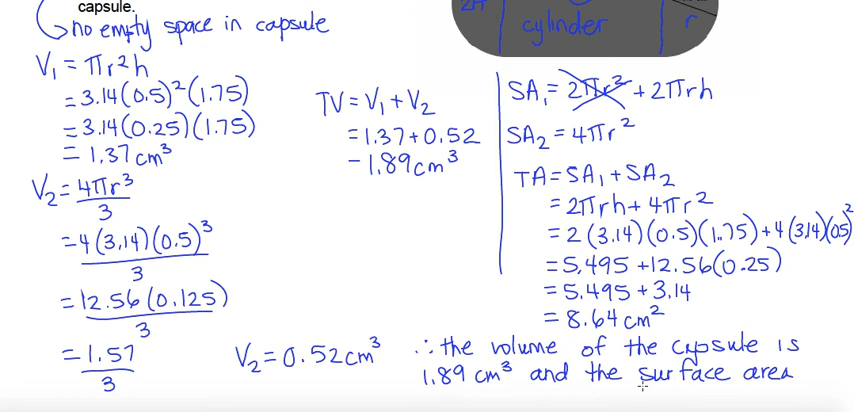 capsule.
no empty space in capsule
2π
cylinder
r
V₁ = πr²h
= 3.14(0.5)²(1.75)
= 3.14(0.25)(1.75)
= 1.37 cm³
V₂ = 4πr³
3
= 4(3.14)(0.5)³
3
= 12.56(0.125)
3
= 1.57
3
V₂ = 0.52 cm³
TV = V₁ + V₂
= 1.37 + 0.52
= 1.89 cm³
SA₁ = 2πr² + 2πrh
SA₂ = 4πr²
TA = SA₁ + SA₂
= 2πrh + 4πr²
= 2(3.14)(0.5)(1.75) + 4(3.14)(0.5)²
= 5.495 + 12.56(0.25)
= 5.495 + 3.14
= 8.64 cm²
∴ the volume of the capsule is
1.89 cm³ and the surface area